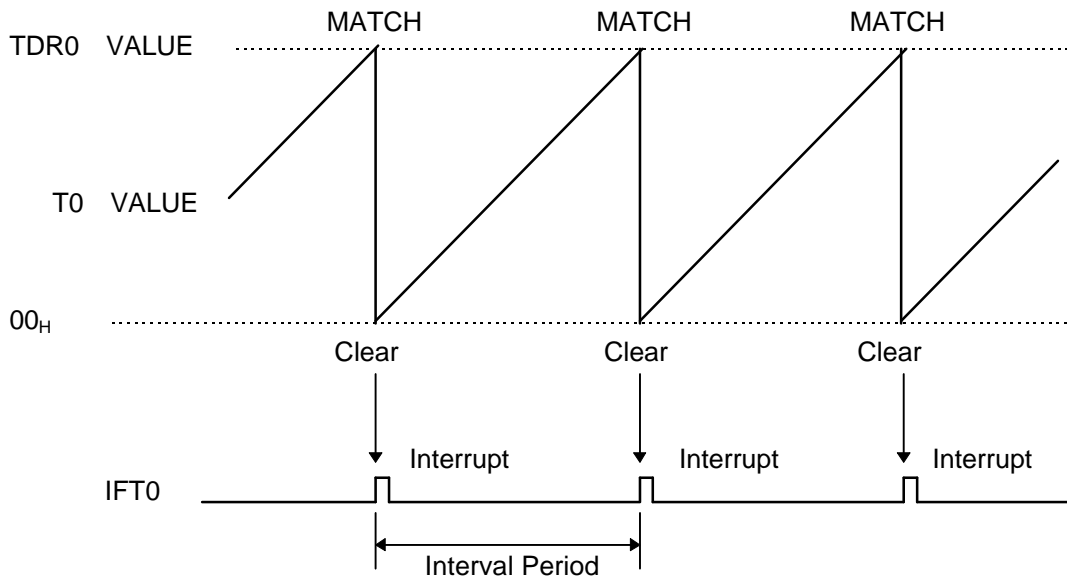 MATCH MATCH MATCH
TDR0 VALUE
T0 VALUE
00H
Clear Clear Clear
Interrupt Interrupt Interrupt
IFT0
Interval Period